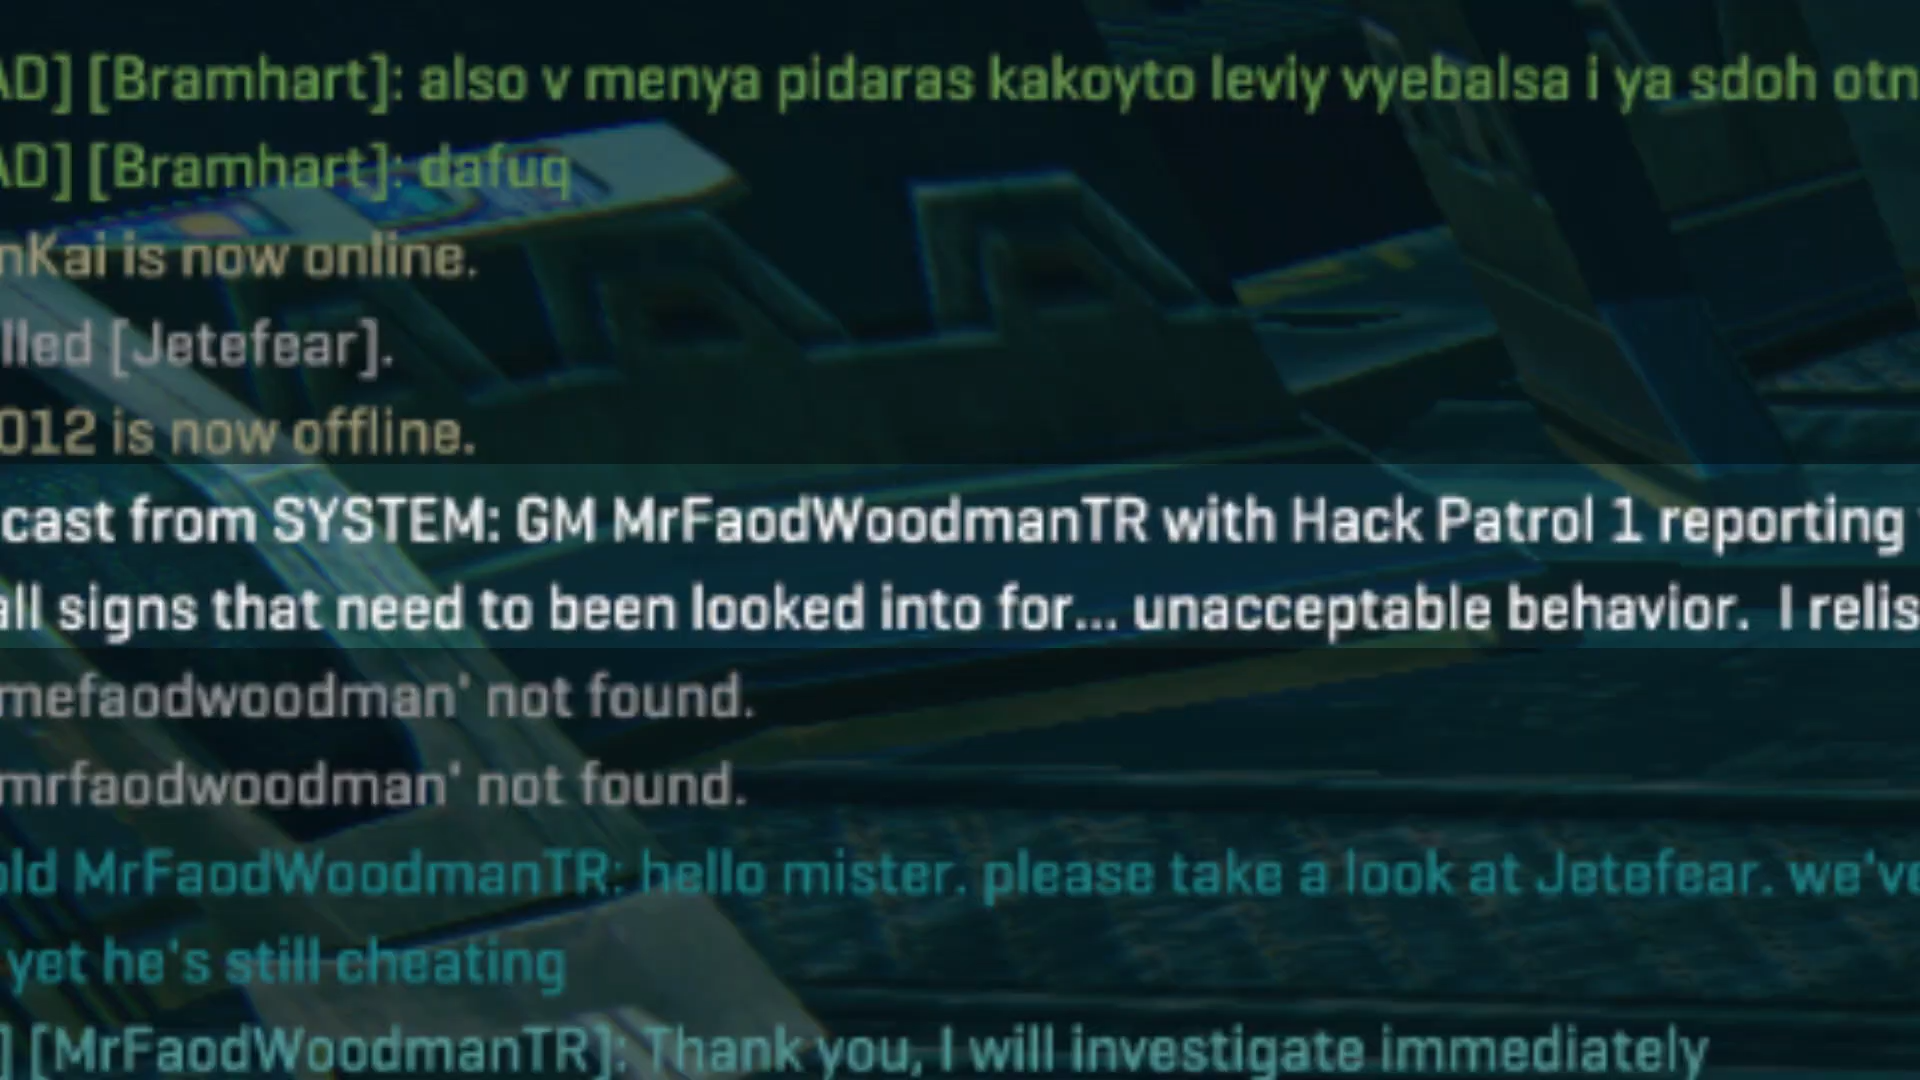 AD] [Bramhart]: also v menya pidaras kakoyto leviy vyebalsa i ya sdoh otn
AD] [Bramhart]: dafuq
nKai is now online.
lled [Jetefear].
012 is now offline.
cast from SYSTEM: GM MrFaodWoodmanTR with Hack Patrol 1 reporting
all signs that need to been looked into for... unacceptable behavior. I relis
mefaodwoodman' not found.
mrfaodwoodman' not found.
old MrFaodWoodmanTR: hello mister. please take a look at Jetefear. we've
yet he's still cheating
] [MrFaodWoodmanTR]: Thank you, I will investigate immediately